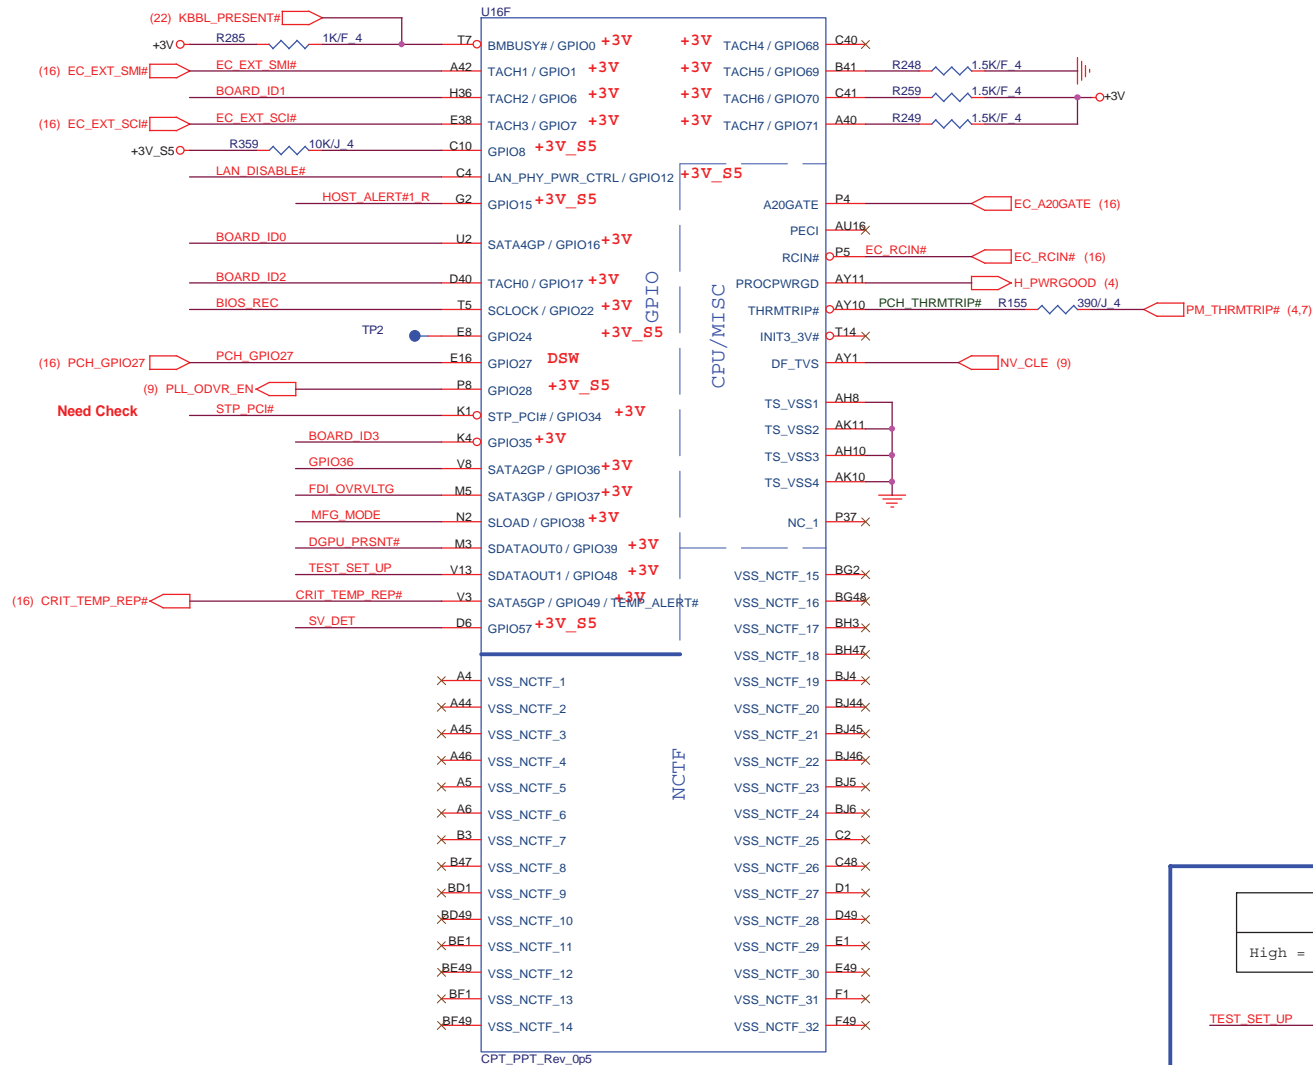 U16F
(22) KBBL_PRESENT#
+3V R285 1K/F_4 T7 BMBUSY# / GPIO0 +3V
(16) EC_EXT_SMI# EC_EXT_SMI# A42 TACH1 / GPIO1 +3V
BOARD_ID1 H36 TACH2 / GPIO6 +3V
(16) EC_EXT_SCI# EC_EXT_SCI# E38 TACH3 / GPIO7 +3V
+3V_S5 R359 10K/J_4 C10 GPIO8 +3V_S5
LAN_DISABLE# C4 LAN_PHY_PWR_CTRL / GPIO12 +3V_S5
HOST_ALERT#1_R G2 GPIO15 +3V_S5
BOARD_ID0 U2 SATA4GP / GPIO16 +3V
BOARD_ID2 D40 TACH0 / GPIO17 +3V
BIOS_REC T5 SCLOCK / GPIO22 +3V
TP2 E8 GPIO24 +3V_S5
(16) PCH_GPIO27 PCH_GPIO27 E16 GPIO27 DSW
(9) PLL_ODVR_EN P8 GPIO28 +3V_S5
Need Check STP_PCI# K1 STP_PCI# / GPIO34 +3V
BOARD_ID3 K4 GPIO35 +3V
GPIO36 V8 SATA2GP / GPIO36 +3V
FDI_OVRVLTG M5 SATA3GP / GPIO37 +3V
MFG_MODE N2 SLOAD / GPIO38 +3V
DGPU_PRSNT# M3 SDATAOUT0 / GPIO39 +3V
TEST_SET_UP V13 SDATAOUT1 / GPIO48 +3V
(16) CRIT_TEMP_REP# CRIT_TEMP_REP# V3 SATA5GP / GPIO49 / TEMP_ALERT# +3V
SV_DET D6 GPIO57 +3V_S5
A4 VSS_NCTF_1
A44 VSS_NCTF_2
A45 VSS_NCTF_3
A46 VSS_NCTF_4
A5 VSS_NCTF_5
A6 VSS_NCTF_6
B3 VSS_NCTF_7
B47 VSS_NCTF_8
BD1 VSS_NCTF_9
BD49 VSS_NCTF_10
BE1 VSS_NCTF_11
BE49 VSS_NCTF_12
BF1 VSS_NCTF_13
BF49 VSS_NCTF_14
GPIO
CPU/MISC
NCTF
+3V TACH4 / GPIO68 C40
+3V TACH5 / GPIO69 B41 R248 1.5K/F_4
+3V TACH6 / GPIO70 C41 R259 1.5K/F_4 +3V
+3V TACH7 / GPIO71 A40 R249 1.5K/F_4
A20GATE P4 EC_A20GATE (16)
PECI AU16
RCIN# P5 EC_RCIN# EC_RCIN# (16)
PROCPWRGD AY11 H_PWRGOOD (4)
THRMTRIP# AY10 PCH_THRMTRIP# R155 390/J_4 PM_THRMTRIP# (4,7)
INIT3_3V# T14
DF_TVS AY1 NV_CLE (9)
TS_VSS1 AH8
TS_VSS2 AK11
TS_VSS3 AH10
TS_VSS4 AK10
NC_1 P37
VSS_NCTF_15 BG2
VSS_NCTF_16 BG48
VSS_NCTF_17 BH3
VSS_NCTF_18 BH47
VSS_NCTF_19 BJ4
VSS_NCTF_20 BJ44
VSS_NCTF_21 BJ45
VSS_NCTF_22 BJ46
VSS_NCTF_23 BJ5
VSS_NCTF_24 BJ6
VSS_NCTF_25 C2
VSS_NCTF_26 C48
VSS_NCTF_27 D1
VSS_NCTF_28 D49
VSS_NCTF_29 E1
VSS_NCTF_30 E49
VSS_NCTF_31 F1
VSS_NCTF_32 F49
CPT_PPT_Rev_0p5
High =
TEST_SET_UP